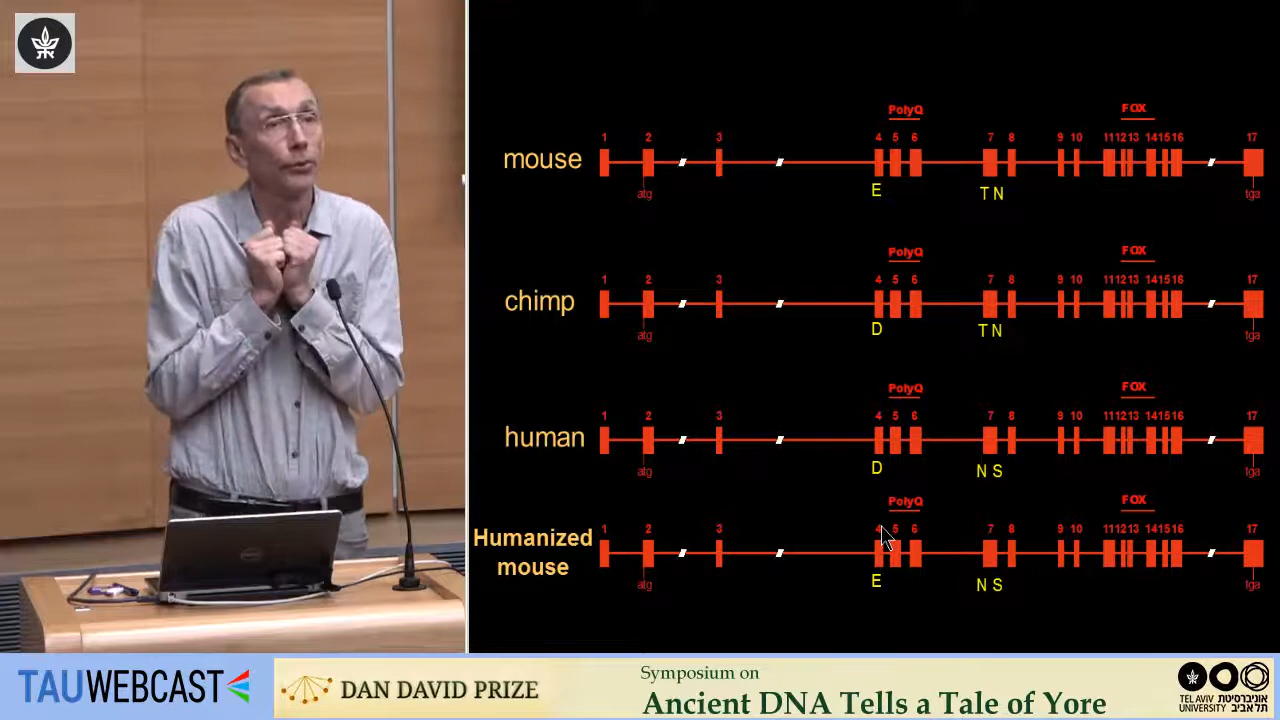 PolyQ FOX
1 2 3 4 5 6 7 8 9 10 11 12 13 14 15 16 17
mouse
atg E T N tga
PolyQ FOX
1 2 3 4 5 6 7 8 9 10 11 12 13 14 15 16 17
chimp
atg D T N tga
PolyQ FOX
1 2 3 4 5 6 7 8 9 10 11 12 13 14 15 16 17
human
atg D N S tga
PolyQ FOX
1 2 3 4 5 6 7 8 9 10 11 12 13 14 15 16 17
Humanized
mouse
atg E N S tga
TAUWEBCAST
DAN DAVID PRIZE
Symposium on
Ancient DNA Tells a Tale of Yore
TEL AVIV אוניברסיטת
UNIVERSITY תל אביב